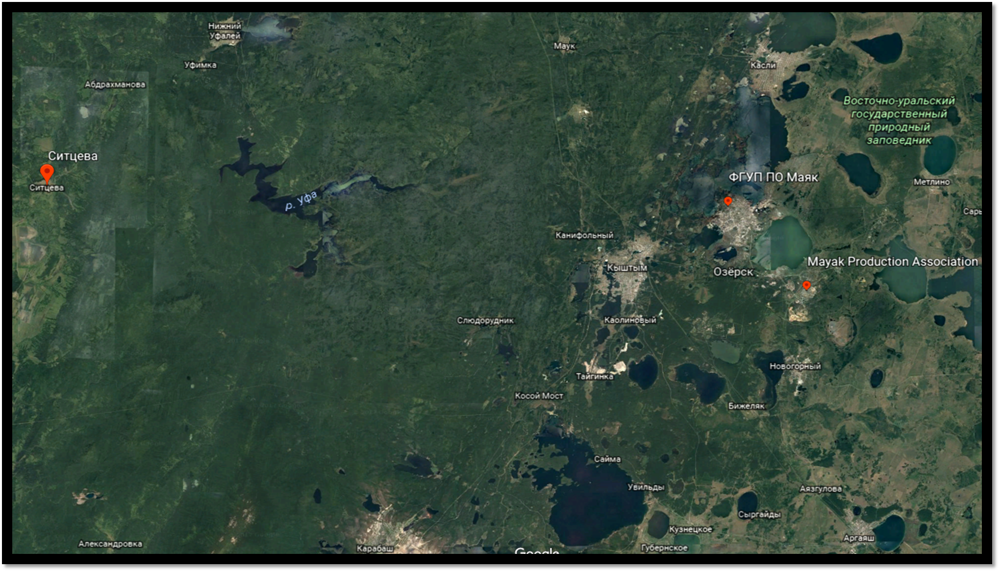 Нижний
Уфалей
Маук
Уфимка
Касли
Абдрахманова
Восточно-уральский
государственный
природный
заповедник
Ситцева
Ситцева
ФГУП ПО Маяк
Метлино
р. Уфа
Сары
Канифольный
Mayak Production Association
Кыштым
Озёрск
Слюдорудник
Каолиновый
Новогорный
Тайгинка
Косой Мост
Бижеляк
Сайма
Увильды
Аязгулова
Сыргайды
Кузнецкое
Аргаяш
Александровка
Карабаш
Губернское
Google